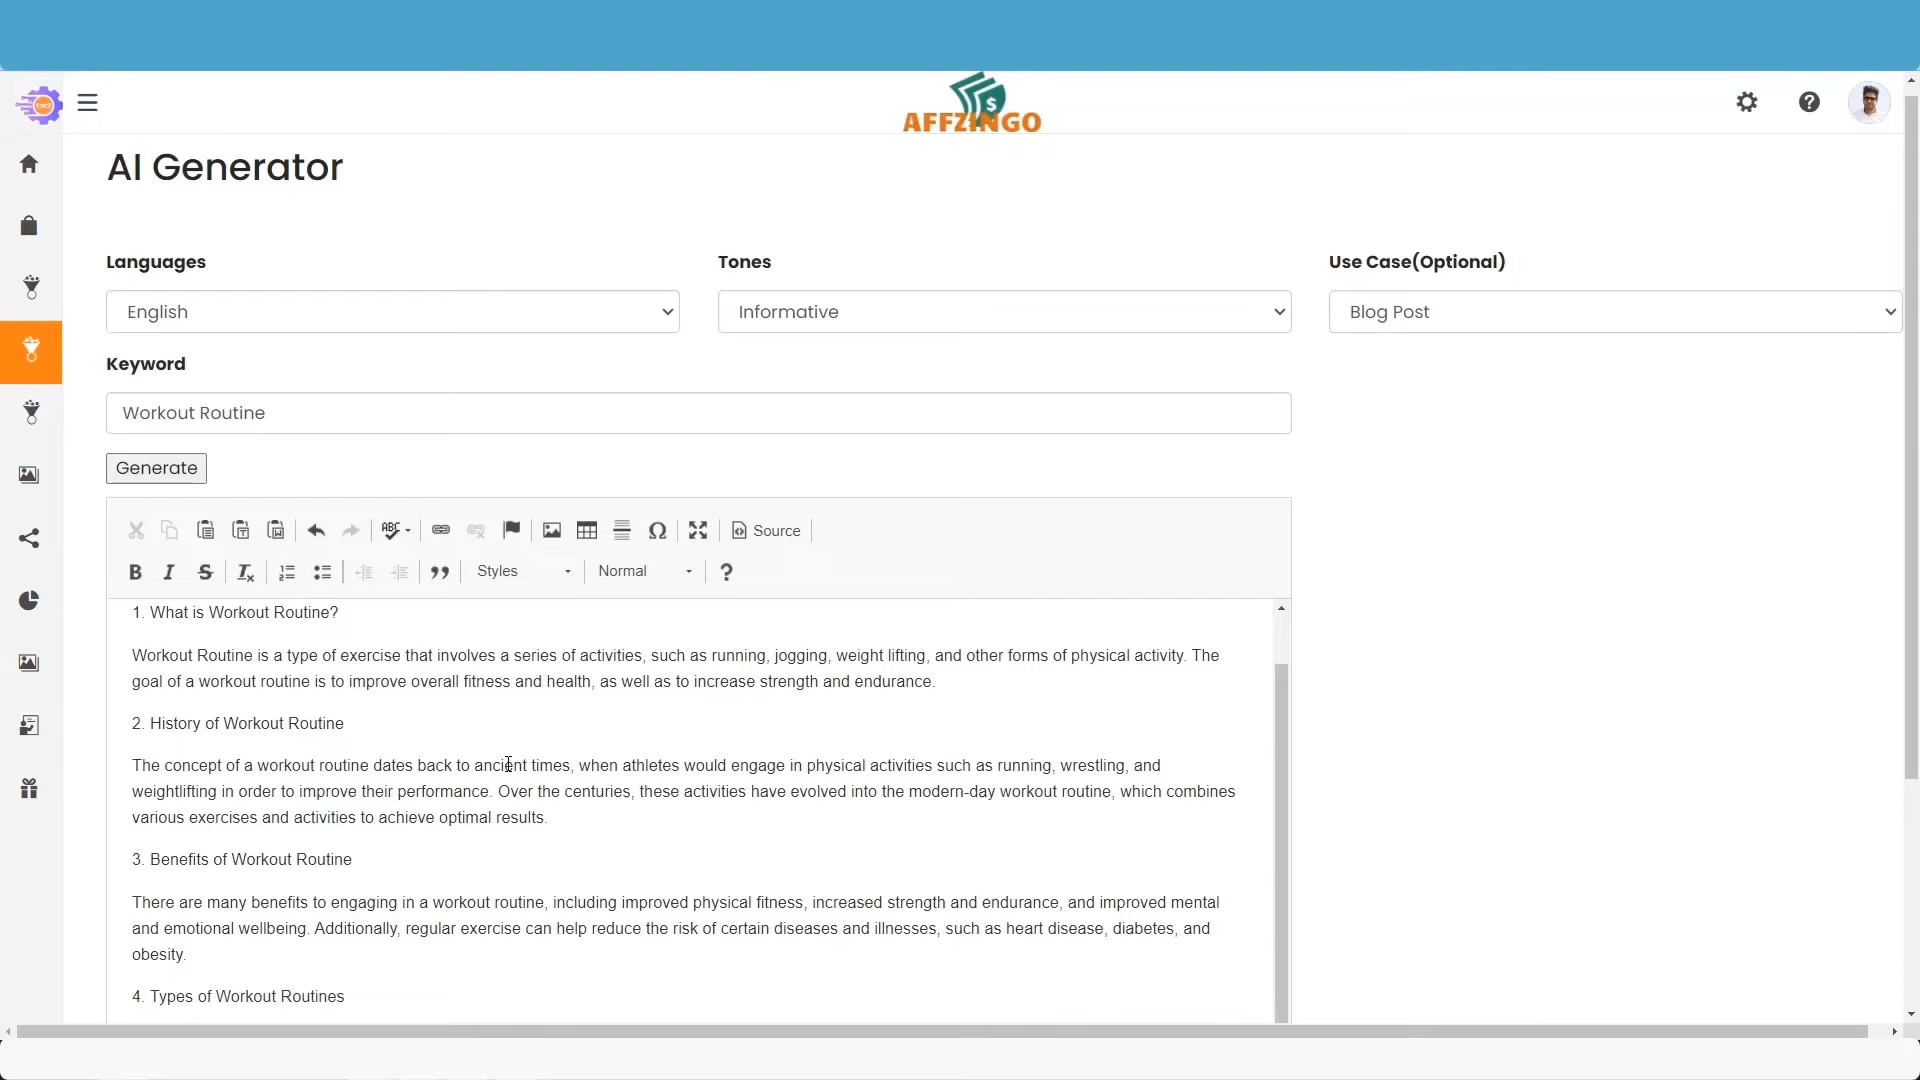 AFFZINGO
AI Generator
Languages
Tones
Use Case(Optional)
English
Informative
Blog Post
Keyword
Workout Routine
Generate
ABC
Source
Styles
Normal
1. What is Workout Routine?
Workout Routine is a type of exercise that involves a series of activities, such as running, jogging, weight lifting, and other forms of physical activity. The
goal of a workout routine is to improve overall fitness and health, as well as to increase strength and endurance.
2. History of Workout Routine
The concept of a workout routine dates back to ancient times, when athletes would engage in physical activities such as running, wrestling, and
weightlifting in order to improve their performance. Over the centuries, these activities have evolved into the modern-day workout routine, which combines
various exercises and activities to achieve optimal results.
3. Benefits of Workout Routine
There are many benefits to engaging in a workout routine, including improved physical fitness, increased strength and endurance, and improved mental
and emotional wellbeing. Additionally, regular exercise can help reduce the risk of certain diseases and illnesses, such as heart disease, diabetes, and
obesity.
4. Types of Workout Routines